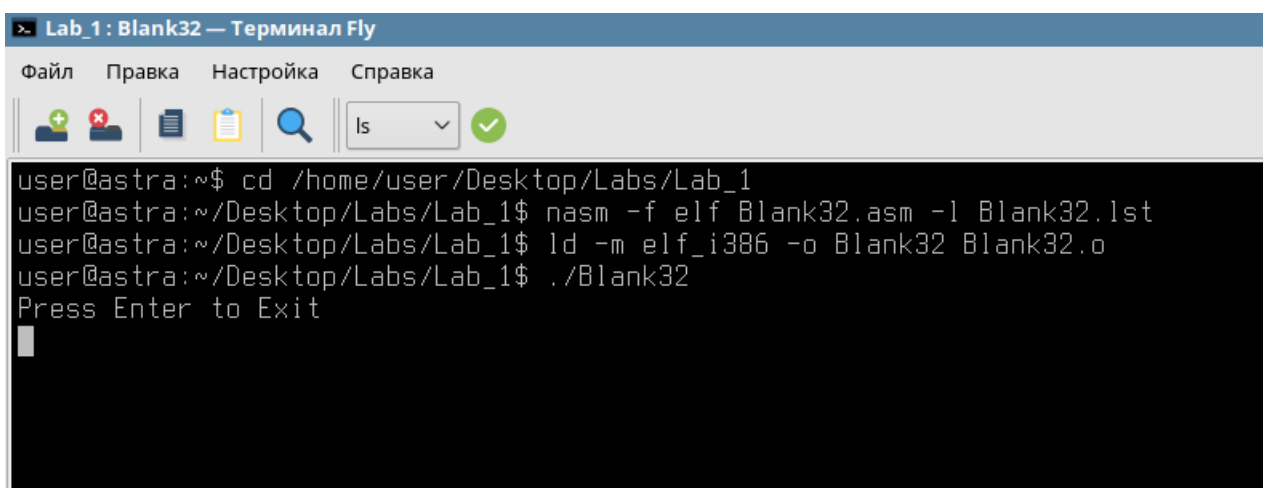 Lab_1 : Blank32 — Терминал Fly
Файл Правка Настройка Справка
ls
user@astra:~$ cd /home/user/Desktop/Labs/Lab_1
user@astra:~/Desktop/Labs/Lab_1$ nasm -f elf Blank32.asm -l Blank32.lst
user@astra:~/Desktop/Labs/Lab_1$ ld -m elf_i386 -o Blank32 Blank32.o
user@astra:~/Desktop/Labs/Lab_1$ ./Blank32
Press Enter to Exit